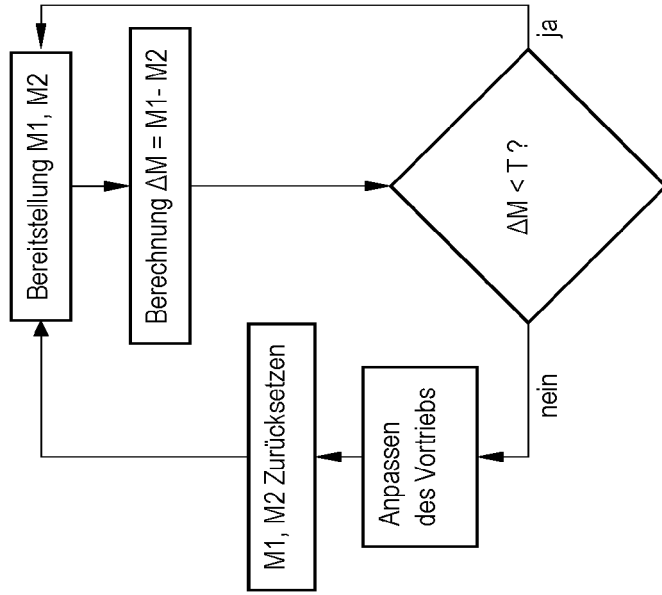 Bereitstellung M1, M2
Berechnung ΔM = M1- M2
ΔM < T ?
ja
nein
Anpassen
des Vortriebs
M1, M2 Zurücksetzen